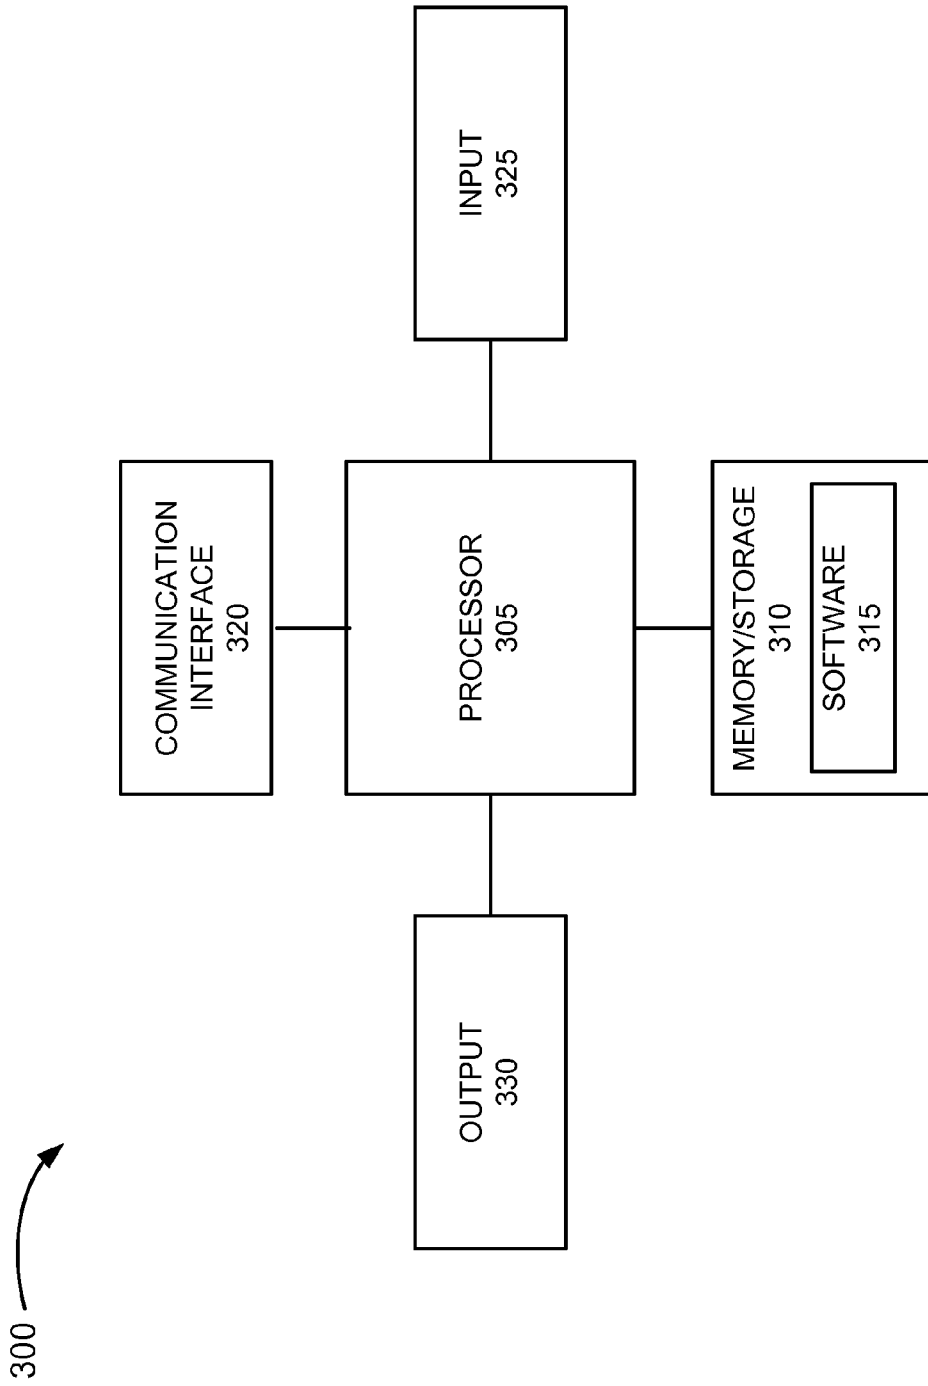 300
COMMUNICATION
INTERFACE
320
OUTPUT
330
PROCESSOR
305
INPUT
325
MEMORY/STORAGE
310
SOFTWARE
315